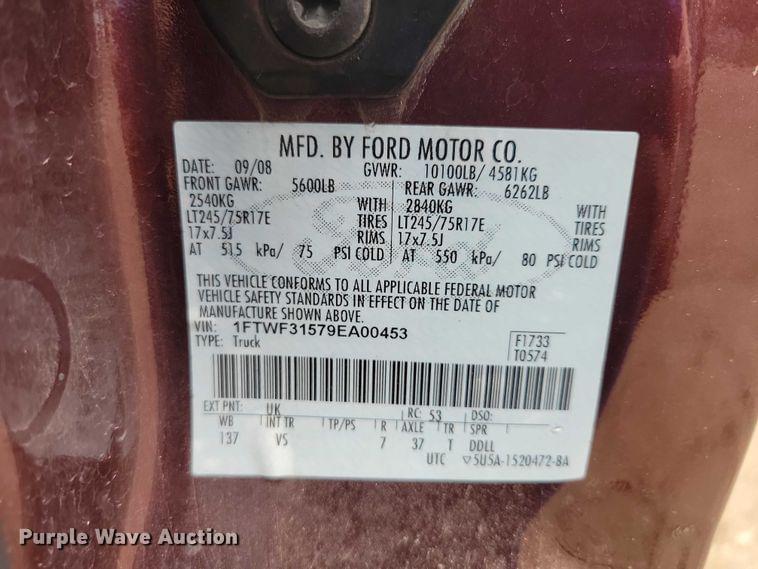 MFD. BY FORD MOTOR CO.
DATE: 09/08 GVWR: 10100LB/ 4581KG
FRONT GAWR: 5600LB REAR GAWR: 6262LB
2540KG WITH 2840KG WITH
LT245/75R17E TIRES LT245/75R17E TIRES
17x7.5J RIMS 17x7.5J RIMS
AT 515 kPa/ 75 PSI COLD AT 550 kPa/ 80 PSI COLD
THIS VEHICLE CONFORMS TO ALL APPLICABLE FEDERAL MOTOR
VEHICLE SAFETY STANDARDS IN EFFECT ON THE DATE OF
MANUFACTURE SHOWN ABOVE.
VIN: 1FTWF31579EA00453 F1733
TYPE: Truck T0574
EXT PNT: UK RC: 53 DSO:
WB INT TR TP/PS R AXLE TR SPR
137 VS 7 37 T DDLL
UTC ▽5U5A-1520472-BA
Purple Wave Auction